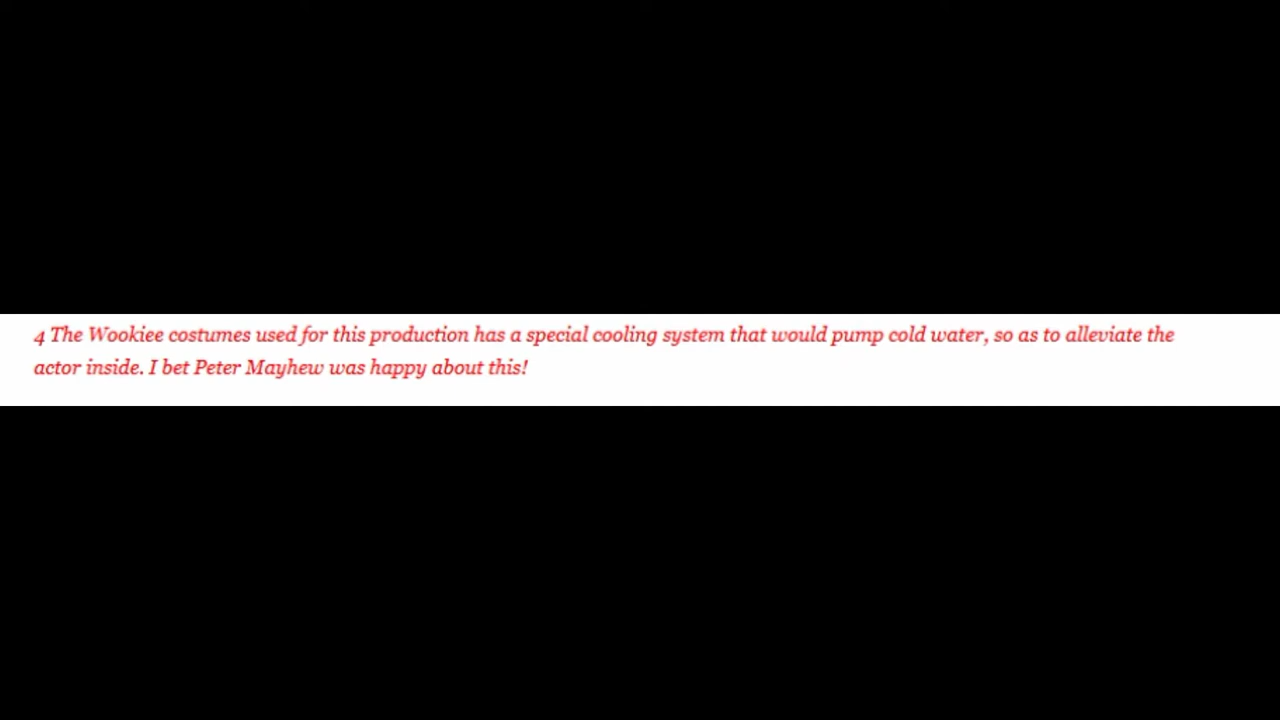 4 The Wookiee costumes used for this production has a special cooling system that would pump cold water, so as to alleviate the
actor inside. I bet Peter Mayhew was happy about this!